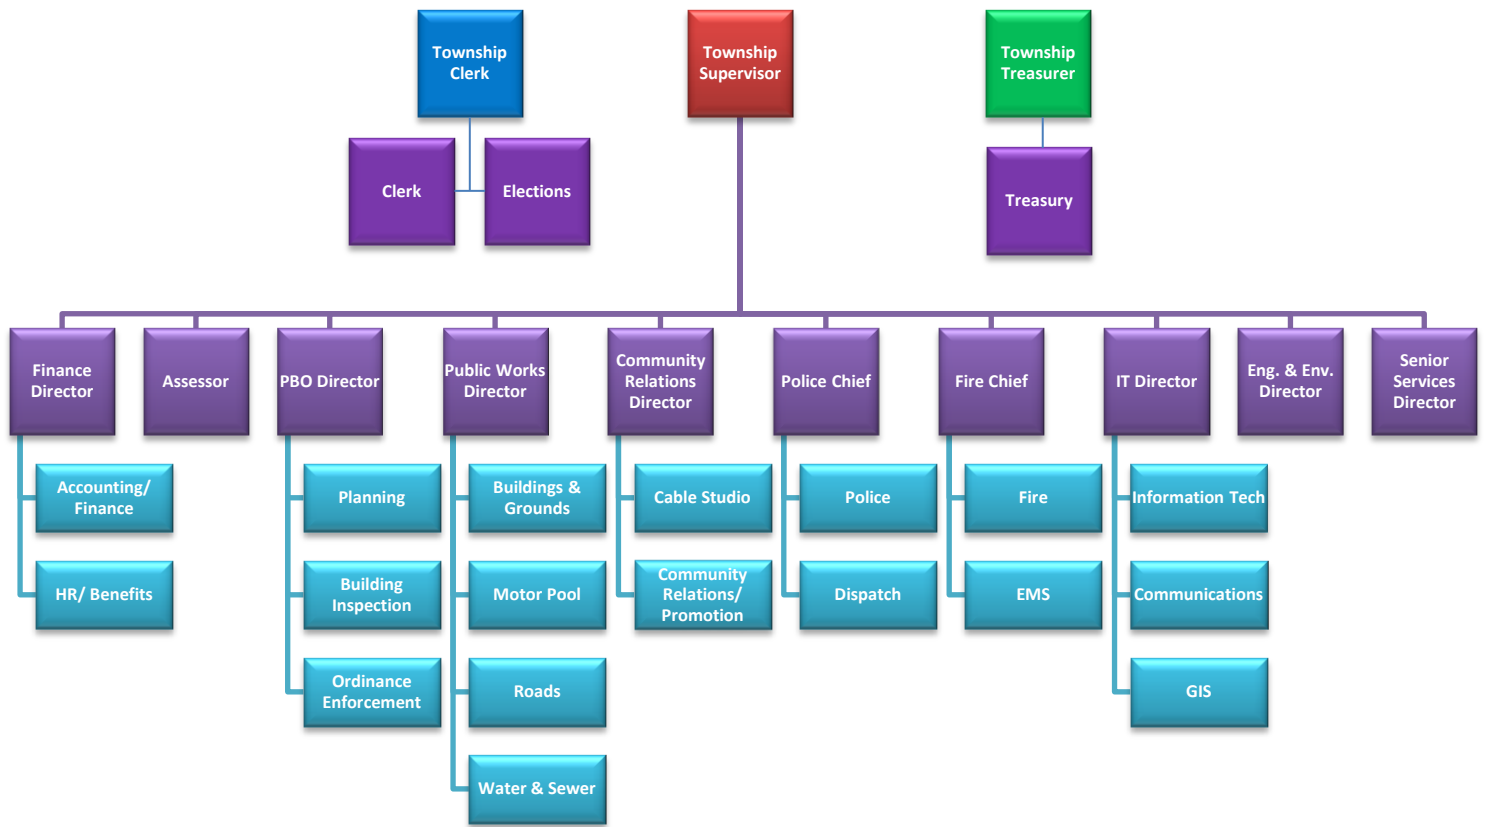 Township
Clerk
Township
Supervisor
Township
Treasurer
Clerk
Elections
Treasury
Finance
Director
Assessor
PBO Director
Public Works
Director
Community
Relations
Director
Police Chief
Fire Chief
IT Director
Eng. & Env.
Director
Senior
Services
Director
Accounting/
Finance
HR/ Benefits
Planning
Building
Inspection
Ordinance
Enforcement
Buildings &
Grounds
Motor Pool
Roads
Water & Sewer
Cable Studio
Community
Relations/
Promotion
Police
Dispatch
Fire
EMS
Information Tech
Communications
GIS